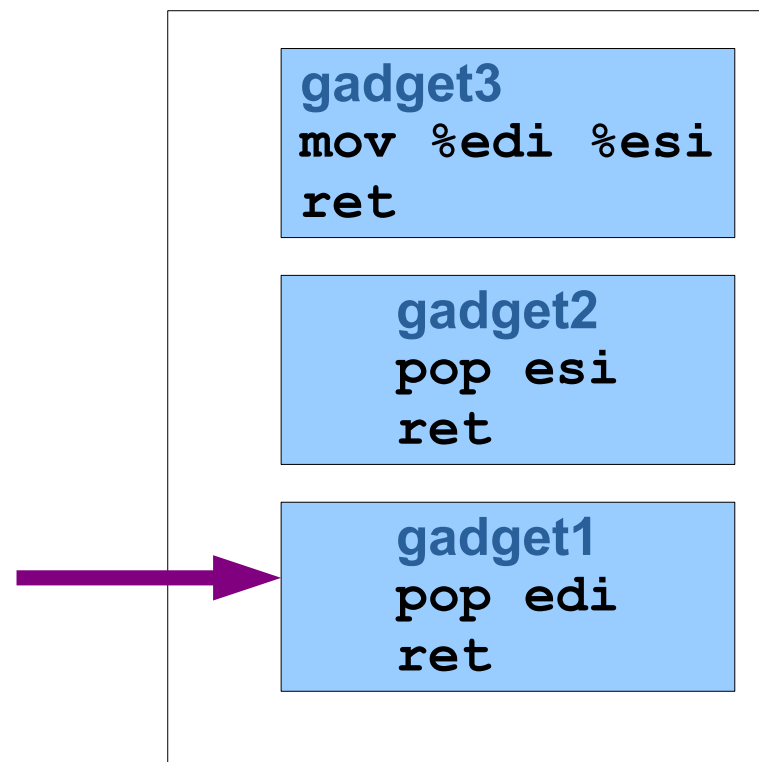 gadget3
mov %edi %esi
ret
gadget2
pop esi
ret
gadget1
pop edi
ret